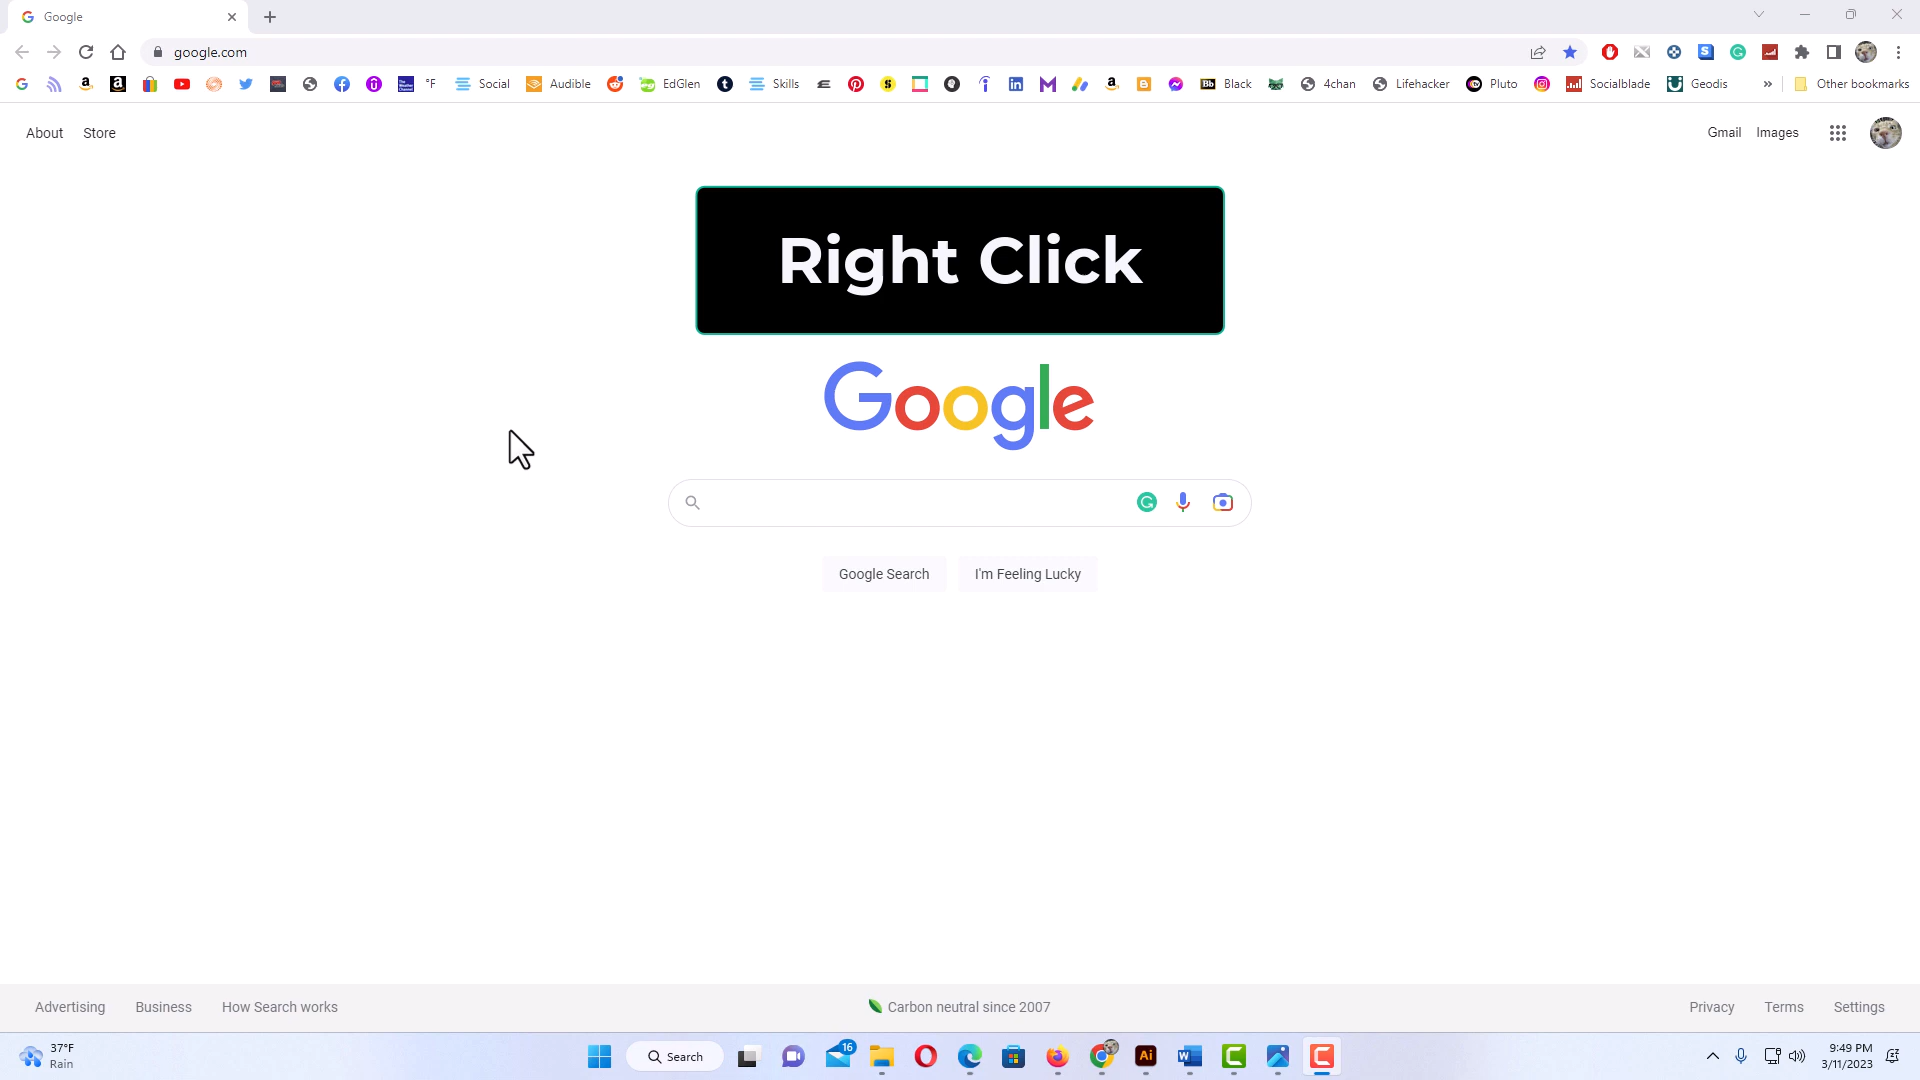 Google
google.com
°F
Social
Audible
EdGlen
Skills
Black
4chan
Lifehacker
Pluto
Socialblade
Geodis
Other bookmarks
About
Store
Gmail
Images
Right Click
Google
Google Search
I'm Feeling Lucky
Advertising
Business
How Search works
Carbon neutral since 2007
Privacy
Terms
Settings
37°F
Rain
Search
16
Ai
9:49 PM
3/11/2023